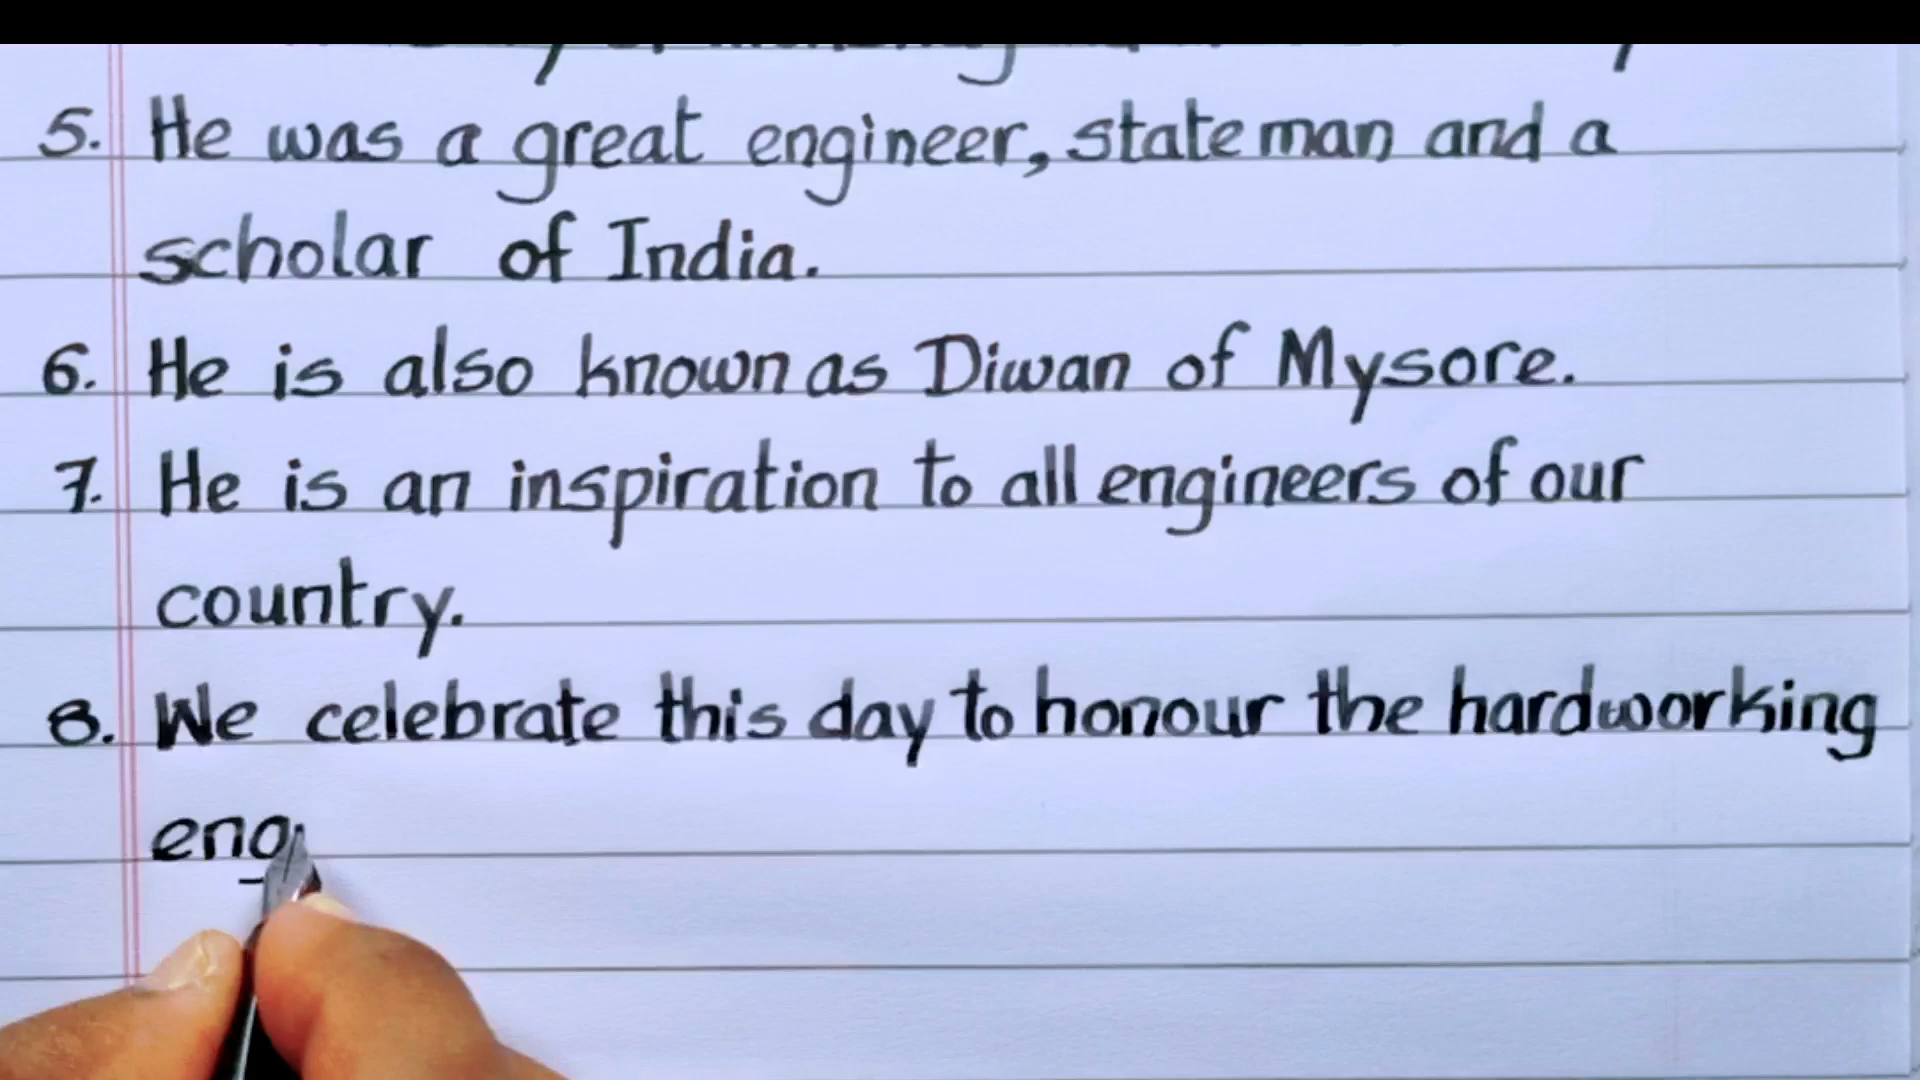 5. He was a great engineer, state man and a
scholar of India.
6. He is also known as Diwan of Mysore.
7. He is an inspiration to all engineers of our
country.
8. We celebrate this day to honour the hardworking
eng